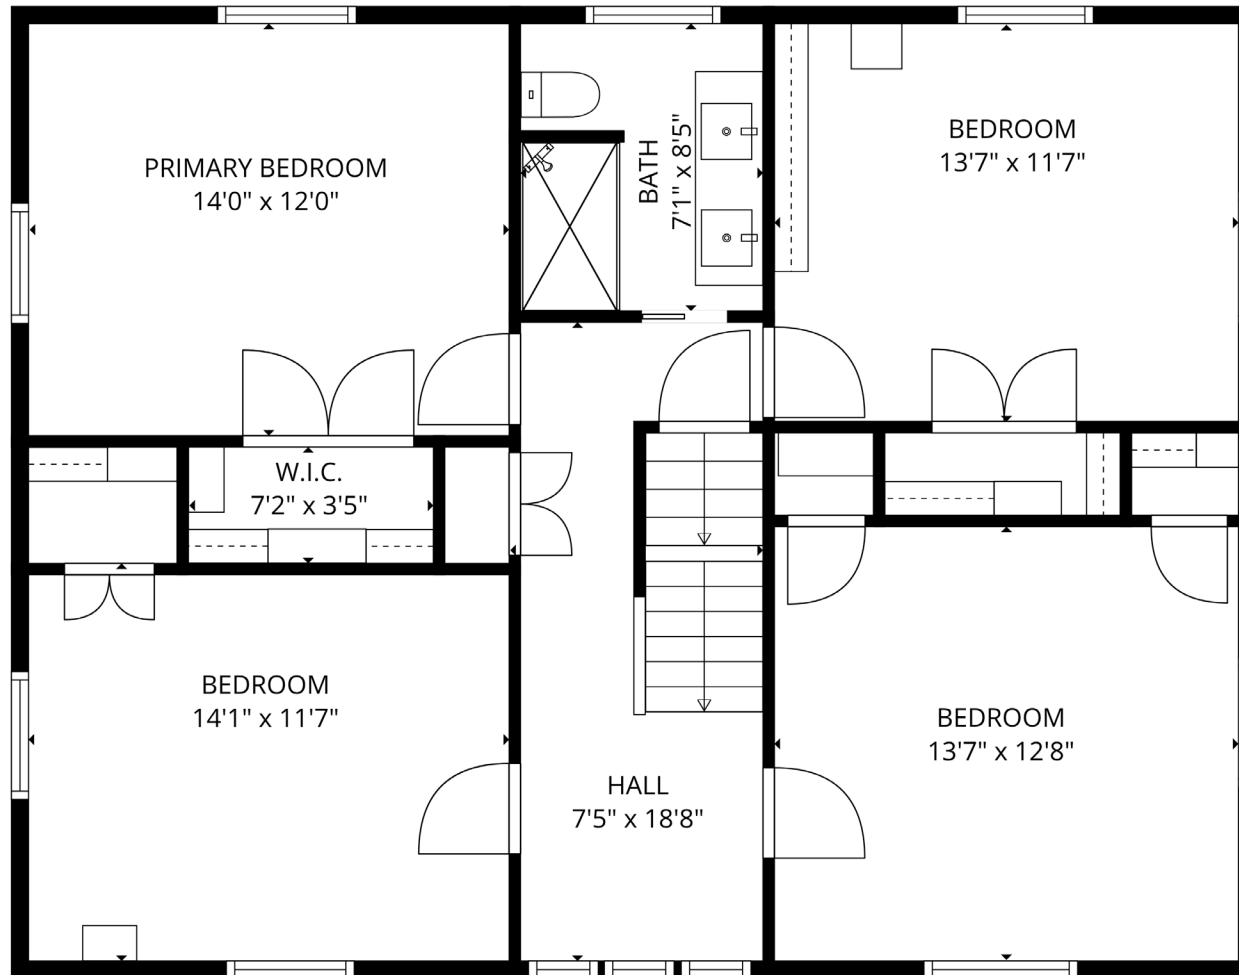 PRIMARY BEDROOM
14'0" x 12'0"
BATH
7'1" x 8'5"
BEDROOM
13'7" x 11'7"
W.I.C.
7'2" x 3'5"
BEDROOM
14'1" x 11'7"
HALL
7'5" x 18'8"
BEDROOM
13'7" x 12'8"